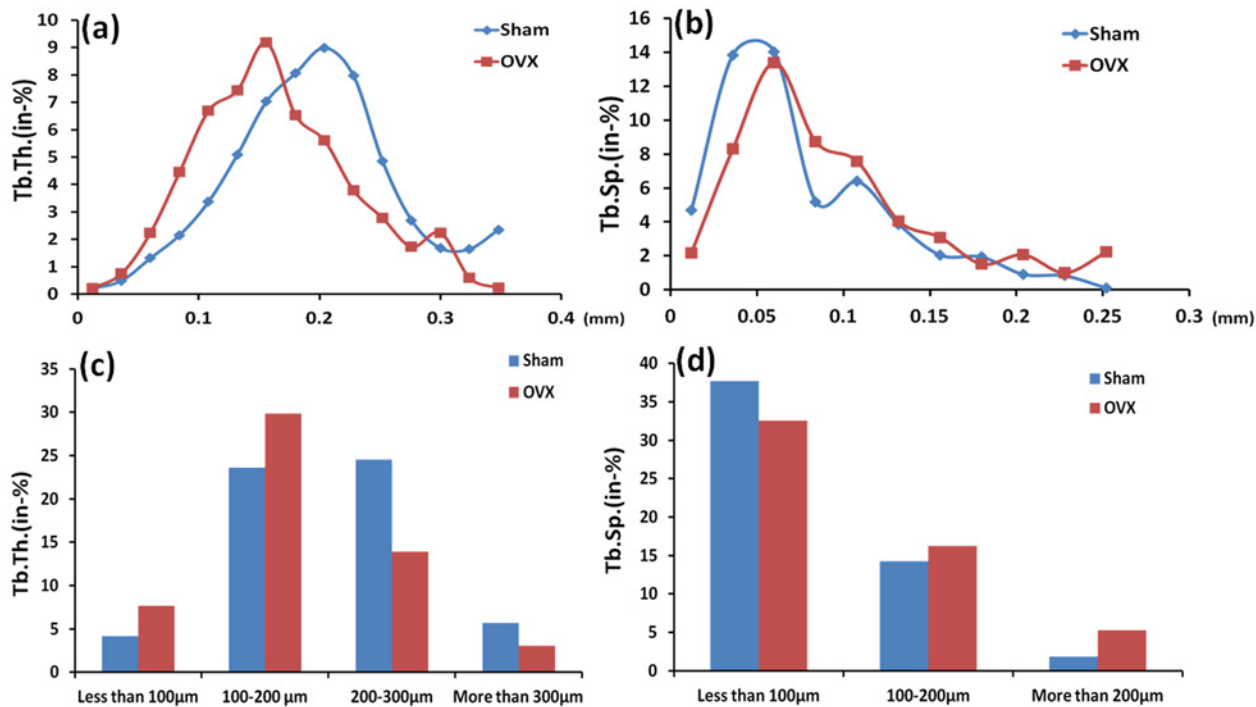 (a)
Sham
OVX
Tb.Th.(in-%)
10
9
8
7
6
5
4
3
2
1
0
0 0.1 0.2 0.3 0.4 (mm)
(b)
Sham
OVX
Tb.Sp.(in-%)
16
14
12
10
8
6
4
2
0
0 0.05 0.1 0.15 0.2 0.25 0.3 (mm)
(c)
Sham
OVX
Tb.Th.(in-%)
35
30
25
20
15
10
5
0
Less than 100µm 100-200 µm 200-300µm More than 300µm
(d)
Sham
OVX
Tb.Sp.(in-%)
40
35
30
25
20
15
10
5
0
Less than 100µm 100-200µm More than 200µm